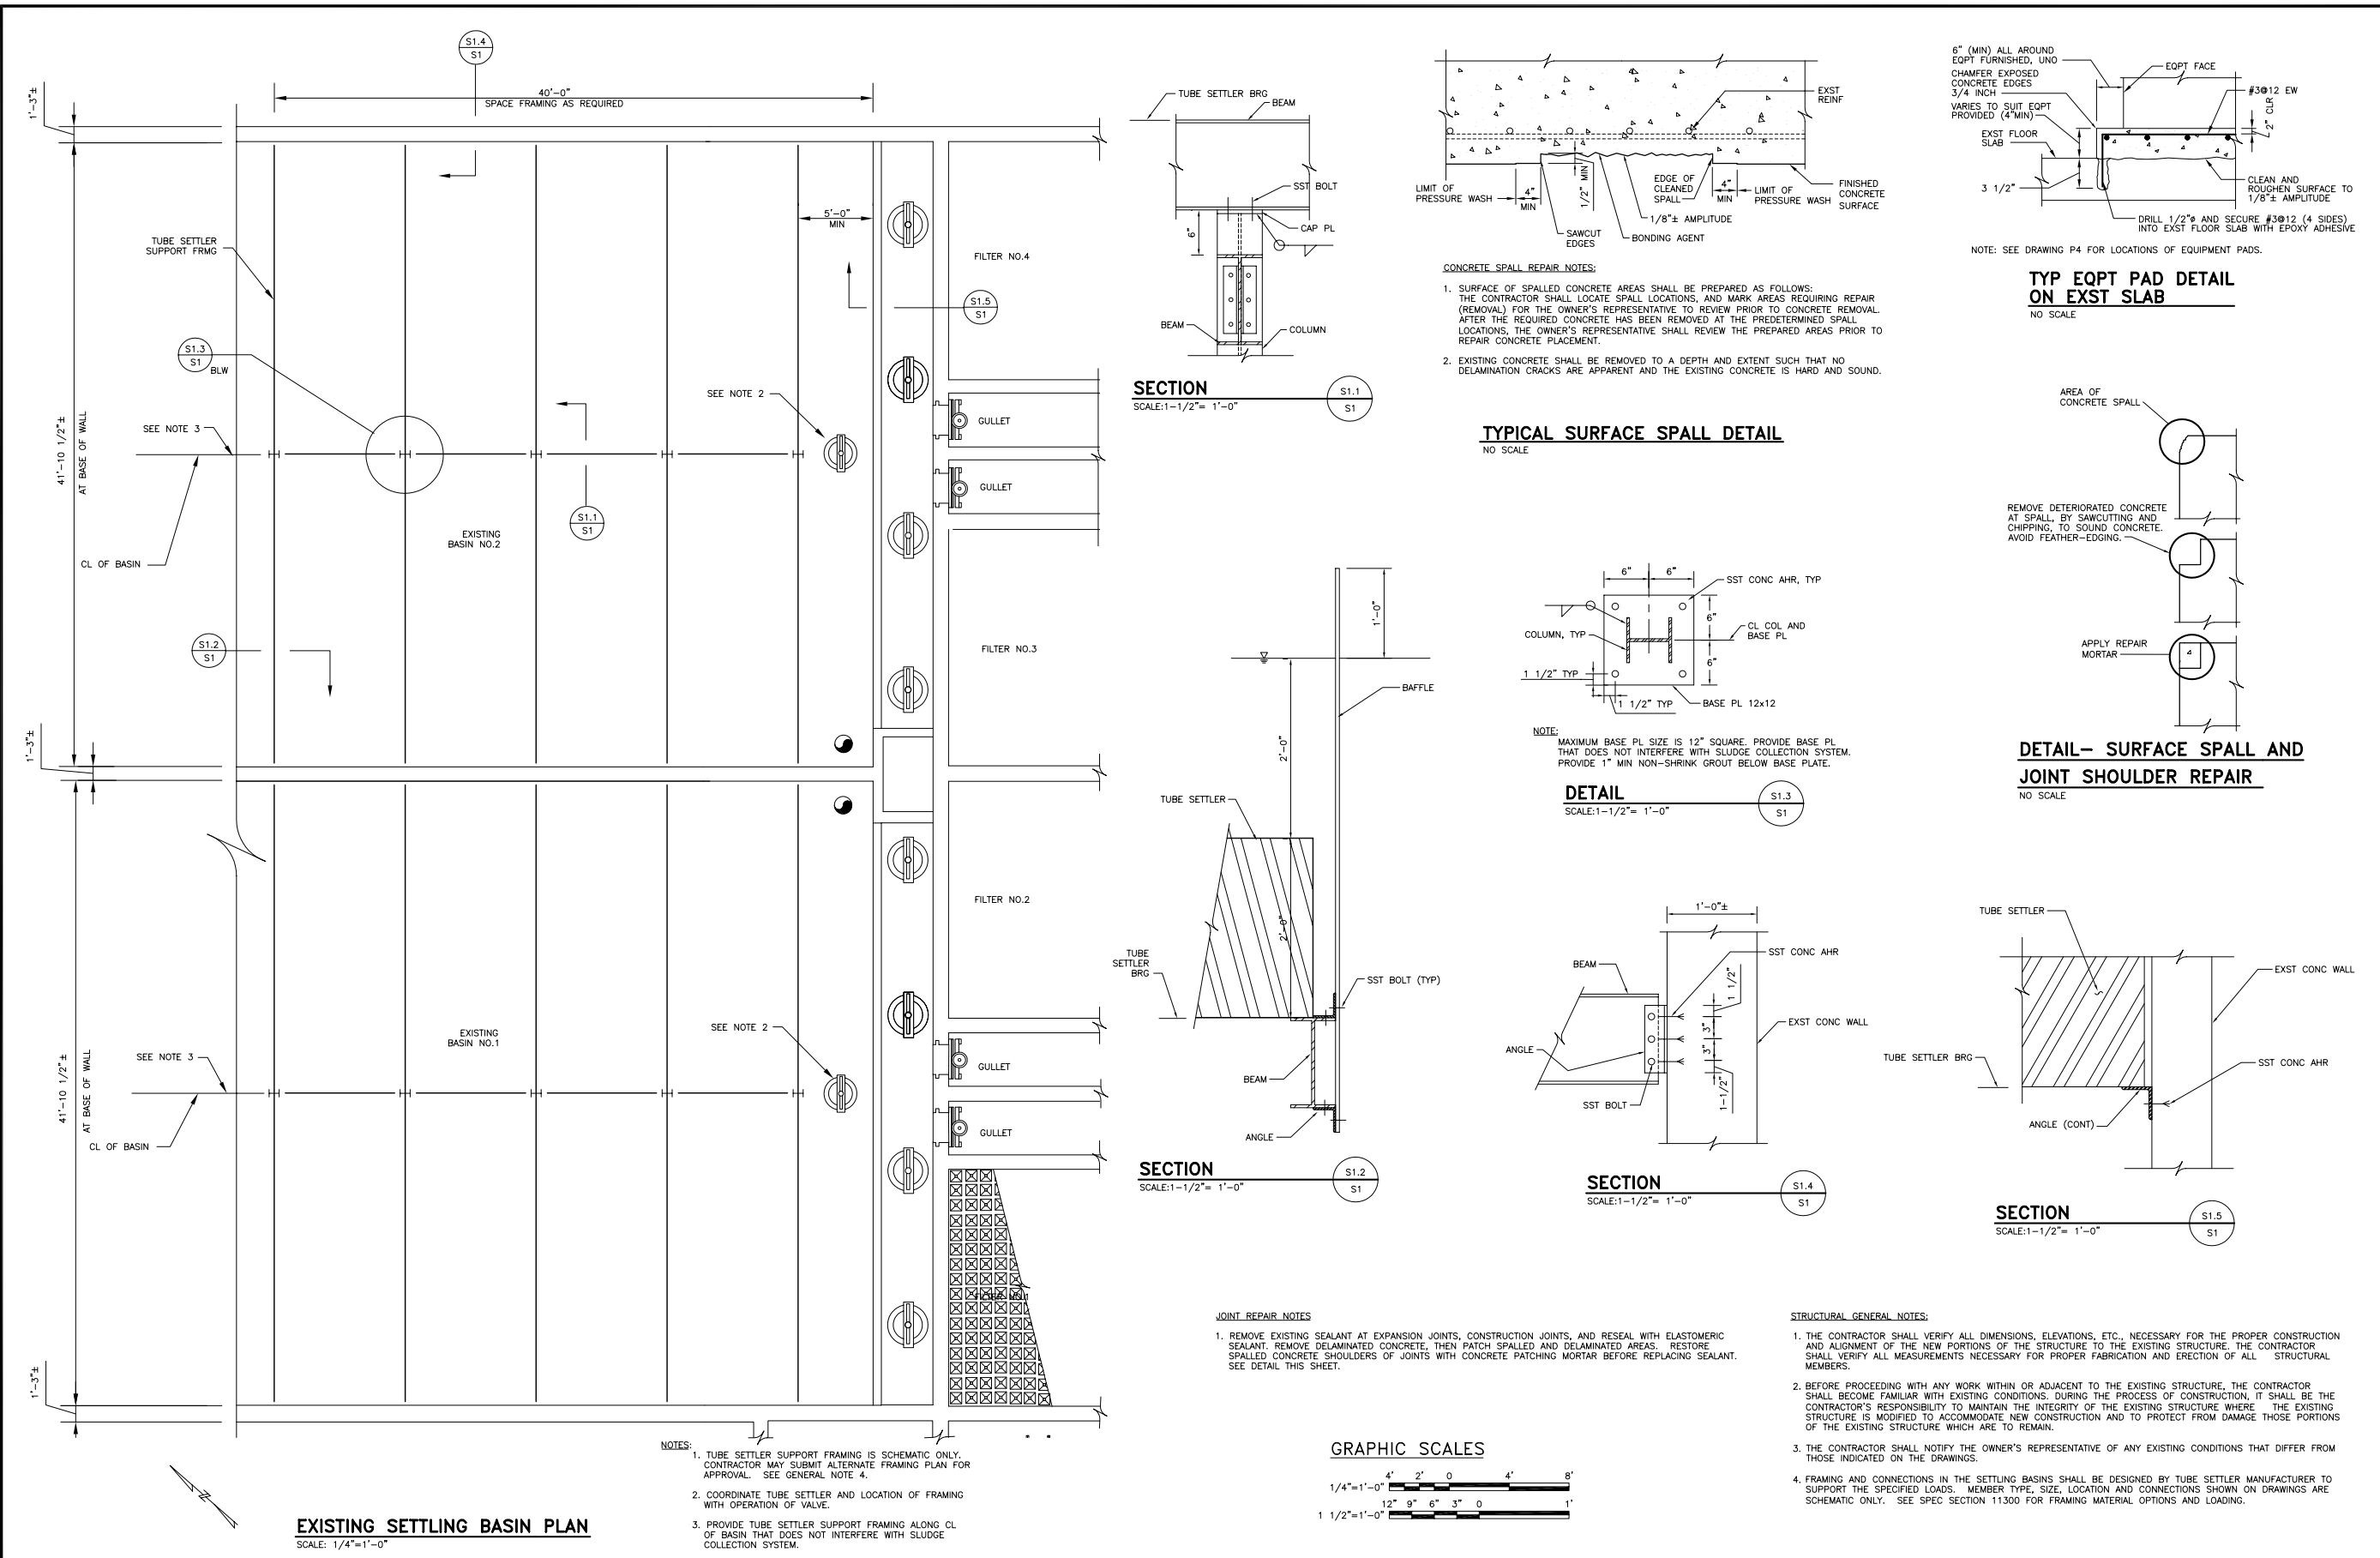 S1.4
S1
1'-3"±
40'-0"
SPACE FRAMING AS REQUIRED
5'-0"
MIN
TUBE SETTLER
SUPPORT FRMG
FILTER NO.4
S1.5
S1
S1.3
S1
BLW
SEE NOTE 2
GULLET
SEE NOTE 3
41'-10 1/2"±
AT BASE OF WALL
GULLET
S1.1
S1
EXISTING
BASIN NO.2
CL OF BASIN
S1.2
S1
FILTER NO.3
1'-3"±
FILTER NO.2
EXISTING
BASIN NO.1
SEE NOTE 2
SEE NOTE 3
GULLET
41'-10 1/2"±
AT BASE OF WALL
CL OF BASIN
GULLET
1'-3"±
N
EXISTING SETTLING BASIN PLAN
SCALE: 1/4"=1'-0"
NOTES:
1. TUBE SETTLER SUPPORT FRAMING IS SCHEMATIC ONLY.
CONTRACTOR MAY SUBMIT ALTERNATE FRAMING PLAN FOR
APPROVAL. SEE GENERAL NOTE 4.
2. COORDINATE TUBE SETTLER AND LOCATION OF FRAMING
WITH OPERATION OF VALVE.
3. PROVIDE TUBE SETTLER SUPPORT FRAMING ALONG CL
OF BASIN THAT DOES NOT INTERFERE WITH SLUDGE
COLLECTION SYSTEM.
TUBE SETTLER BRG
BEAM
SST BOLT
6"
CAP PL
BEAM
COLUMN
SECTION
SCALE:1-1/2"= 1'-0"
S1.1
S1
EXST
REINF
LIMIT OF
PRESSURE WASH
4"
MIN
1/2" MIN
EDGE OF
CLEANED
SPALL
4"
MIN
LIMIT OF
PRESSURE WASH
FINISHED
CONCRETE
SURFACE
1/8"± AMPLITUDE
SAWCUT
EDGES
BONDING AGENT
CONCRETE SPALL REPAIR NOTES:
1. SURFACE OF SPALLED CONCRETE AREAS SHALL BE PREPARED AS FOLLOWS:
THE CONTRACTOR SHALL LOCATE SPALL LOCATIONS, AND MARK AREAS REQUIRING REPAIR
(REMOVAL) FOR THE OWNER'S REPRESENTATIVE TO REVIEW PRIOR TO CONCRETE REMOVAL.
AFTER THE REQUIRED CONCRETE HAS BEEN REMOVED AT THE PREDETERMINED SPALL
LOCATIONS, THE OWNER'S REPRESENTATIVE SHALL REVIEW THE PREPARED AREAS PRIOR TO
REPAIR CONCRETE PLACEMENT.
2. EXISTING CONCRETE SHALL BE REMOVED TO A DEPTH AND EXTENT SUCH THAT NO
DELAMINATION CRACKS ARE APPARENT AND THE EXISTING CONCRETE IS HARD AND SOUND.
TYPICAL SURFACE SPALL DETAIL
NO SCALE
6" (MIN) ALL AROUND
EQPT FURNISHED, UNO
CHAMFER EXPOSED
CONCRETE EDGES
3/4 INCH
VARIES TO SUIT EQPT
PROVIDED (4"MIN)
EXST FLOOR
SLAB
3 1/2"
EQPT FACE
#3@12 EW
2" CLR
CLEAN AND
ROUGHEN SURFACE TO
1/8"± AMPLITUDE
DRILL 1/2"ø AND SECURE #3@12 (4 SIDES)
INTO EXST FLOOR SLAB WITH EPOXY ADHESIVE
NOTE: SEE DRAWING P4 FOR LOCATIONS OF EQUIPMENT PADS.
TYP EQPT PAD DETAIL
ON EXST SLAB
NO SCALE
AREA OF
CONCRETE SPALL
REMOVE DETERIORATED CONCRETE
AT SPALL, BY SAWCUTTING AND
CHIPPING, TO SOUND CONCRETE.
AVOID FEATHER-EDGING.
APPLY REPAIR
MORTAR
DETAIL- SURFACE SPALL AND
JOINT SHOULDER REPAIR
NO SCALE
1'-0"
BAFFLE
2'-0"
TUBE SETTLER
2'-0"
TUBE
SETTLER
BRG
SST BOLT (TYP)
BEAM
ANGLE
SECTION
SCALE:1-1/2"= 1'-0"
S1.2
S1
6"
6"
SST CONC AHR, TYP
6"
COLUMN, TYP
CL COL AND
BASE PL
6"
1 1/2" TYP
1 1/2" TYP
BASE PL 12x12
NOTE:
MAXIMUM BASE PL SIZE IS 12" SQUARE. PROVIDE BASE PL
THAT DOES NOT INTERFERE WITH SLUDGE COLLECTION SYSTEM.
PROVIDE 1" MIN NON-SHRINK GROUT BELOW BASE PLATE.
DETAIL
SCALE:1-1/2"= 1'-0"
S1.3
S1
1'-0"±
SST CONC AHR
BEAM
1 1/2"
3"
3"
1-1/2"
EXST CONC WALL
ANGLE
SST BOLT
SECTION
SCALE:1-1/2"= 1'-0"
S1.4
S1
TUBE SETTLER
EXST CONC WALL
TUBE SETTLER BRG
SST CONC AHR
ANGLE (CONT)
SECTION
SCALE:1-1/2"= 1'-0"
S1.5
S1
JOINT REPAIR NOTES
1. REMOVE EXISTING SEALANT AT EXPANSION JOINTS, CONSTRUCTION JOINTS, AND RESEAL WITH ELASTOMERIC
SEALANT. REMOVE DELAMINATED CONCRETE, THEN PATCH SPALLED AND DELAMINATED AREAS. RESTORE
SPALLED CONCRETE SHOULDERS OF JOINTS WITH CONCRETE PATCHING MORTAR BEFORE REPLACING SEALANT.
SEE DETAIL THIS SHEET.
GRAPHIC SCALES
4' 2' 0 4' 8'
1/4"=1'-0"
12" 9" 6" 3" 0 1'
1 1/2"=1'-0"
STRUCTURAL GENERAL NOTES:
1. THE CONTRACTOR SHALL VERIFY ALL DIMENSIONS, ELEVATIONS, ETC., NECESSARY FOR THE PROPER CONSTRUCTION
AND ALIGNMENT OF THE NEW PORTIONS OF THE STRUCTURE TO THE EXISTING STRUCTURE. THE CONTRACTOR
SHALL VERIFY ALL MEASUREMENTS NECESSARY FOR PROPER FABRICATION AND ERECTION OF ALL STRUCTURAL
MEMBERS.
2. BEFORE PROCEEDING WITH ANY WORK WITHIN OR ADJACENT TO THE EXISTING STRUCTURE, THE CONTRACTOR
SHALL BECOME FAMILIAR WITH EXISTING CONDITIONS. DURING THE PROCESS OF CONSTRUCTION, IT SHALL BE THE
CONTRACTOR'S RESPONSIBILITY TO MAINTAIN THE INTEGRITY OF THE EXISTING STRUCTURE WHERE THE EXISTING
STRUCTURE IS MODIFIED TO ACCOMMODATE NEW CONSTRUCTION AND TO PROTECT FROM DAMAGE THOSE PORTIONS
OF THE EXISTING STRUCTURE WHICH ARE TO REMAIN.
3. THE CONTRACTOR SHALL NOTIFY THE OWNER'S REPRESENTATIVE OF ANY EXISTING CONDITIONS THAT DIFFER FROM
THOSE INDICATED ON THE DRAWINGS.
4. FRAMING AND CONNECTIONS IN THE SETTLING BASINS SHALL BE DESIGNED BY TUBE SETTLER MANUFACTURER TO
SUPPORT THE SPECIFIED LOADS. MEMBER TYPE, SIZE, LOCATION AND CONNECTIONS SHOWN ON DRAWINGS ARE
SCHEMATIC ONLY. SEE SPEC SECTION 11300 FOR FRAMING MATERIAL OPTIONS AND LOADING.